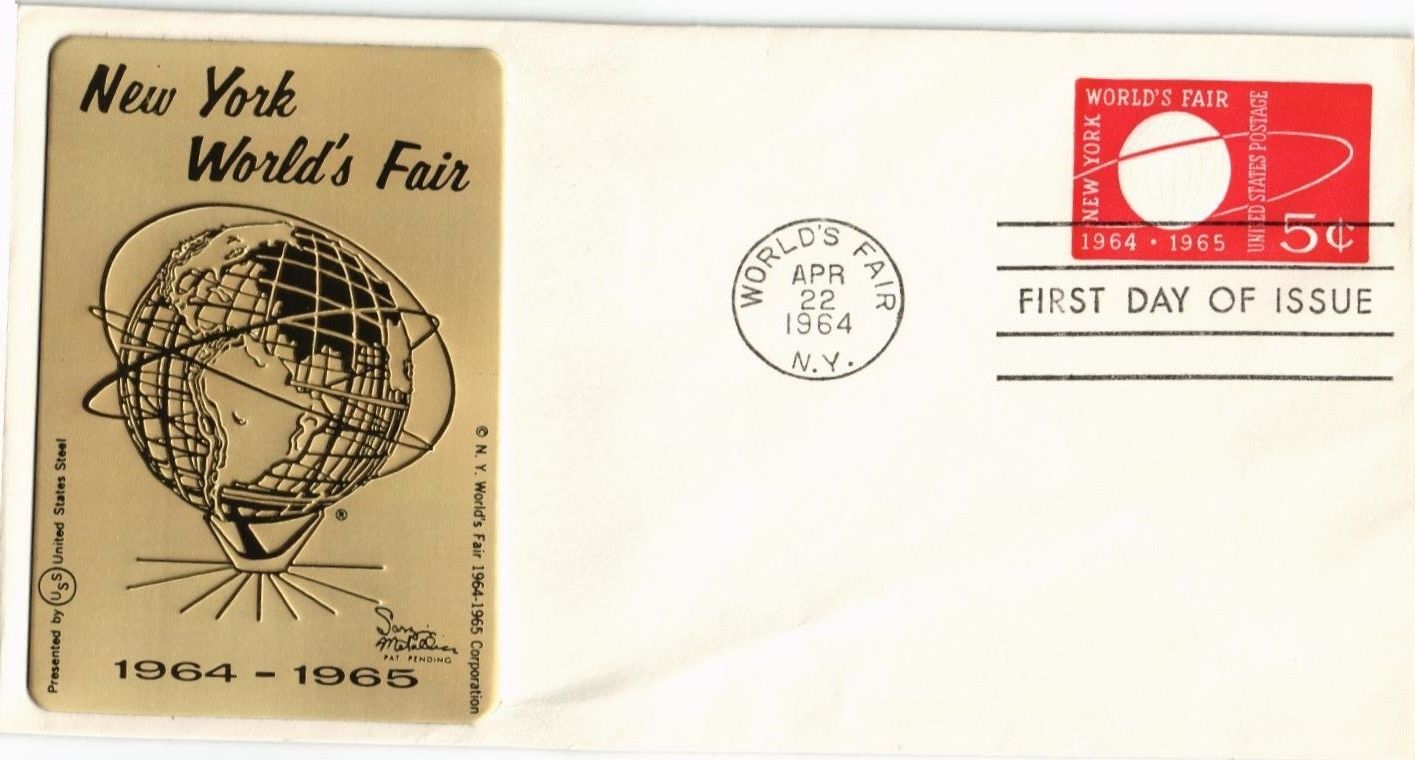 New York
World's Fair
Presented by USS United States Steel
®
© N. Y. World's Fair 1964-1965 Corporation
PAT. PENDING
1964 - 1965
WORLD'S FAIR
APR
22
1964
N.Y.
WORLD'S FAIR
NEW YORK
UNITED STATES POSTAGE
1964 · 1965
5¢
FIRST DAY OF ISSUE